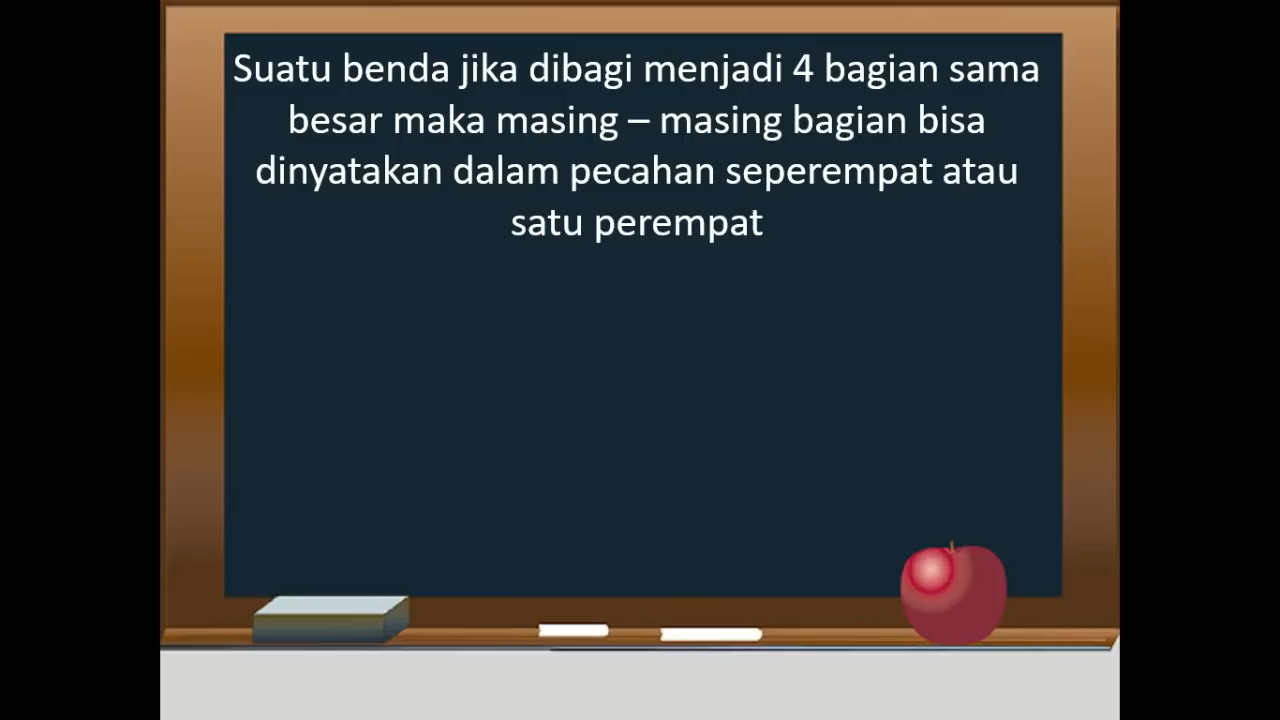 Suatu benda jika dibagi menjadi 4 bagian sama
besar maka masing – masing bagian bisa
dinyatakan dalam pecahan seperempat atau
satu perempat